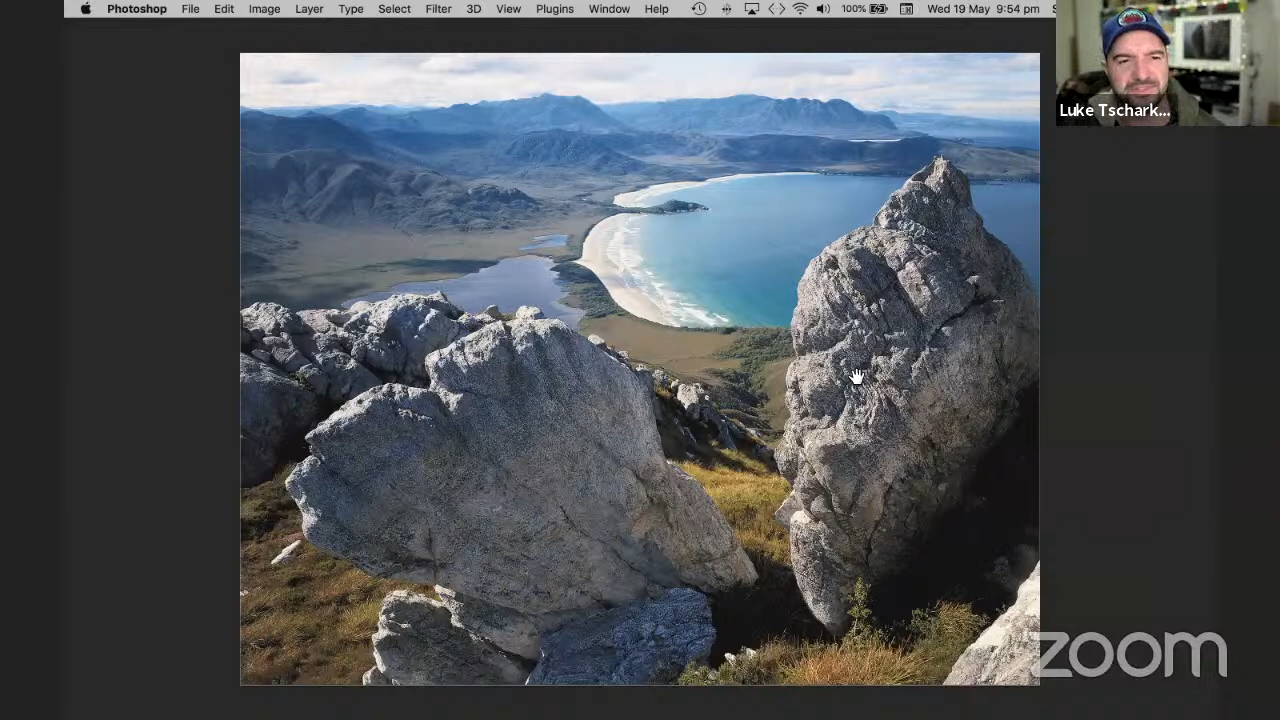 Photoshop File Edit Image Layer Type Select Filter 3D View Plugins Window Help 100% Wed 19 May 9:54 pm
Luke Tschark...
zoom